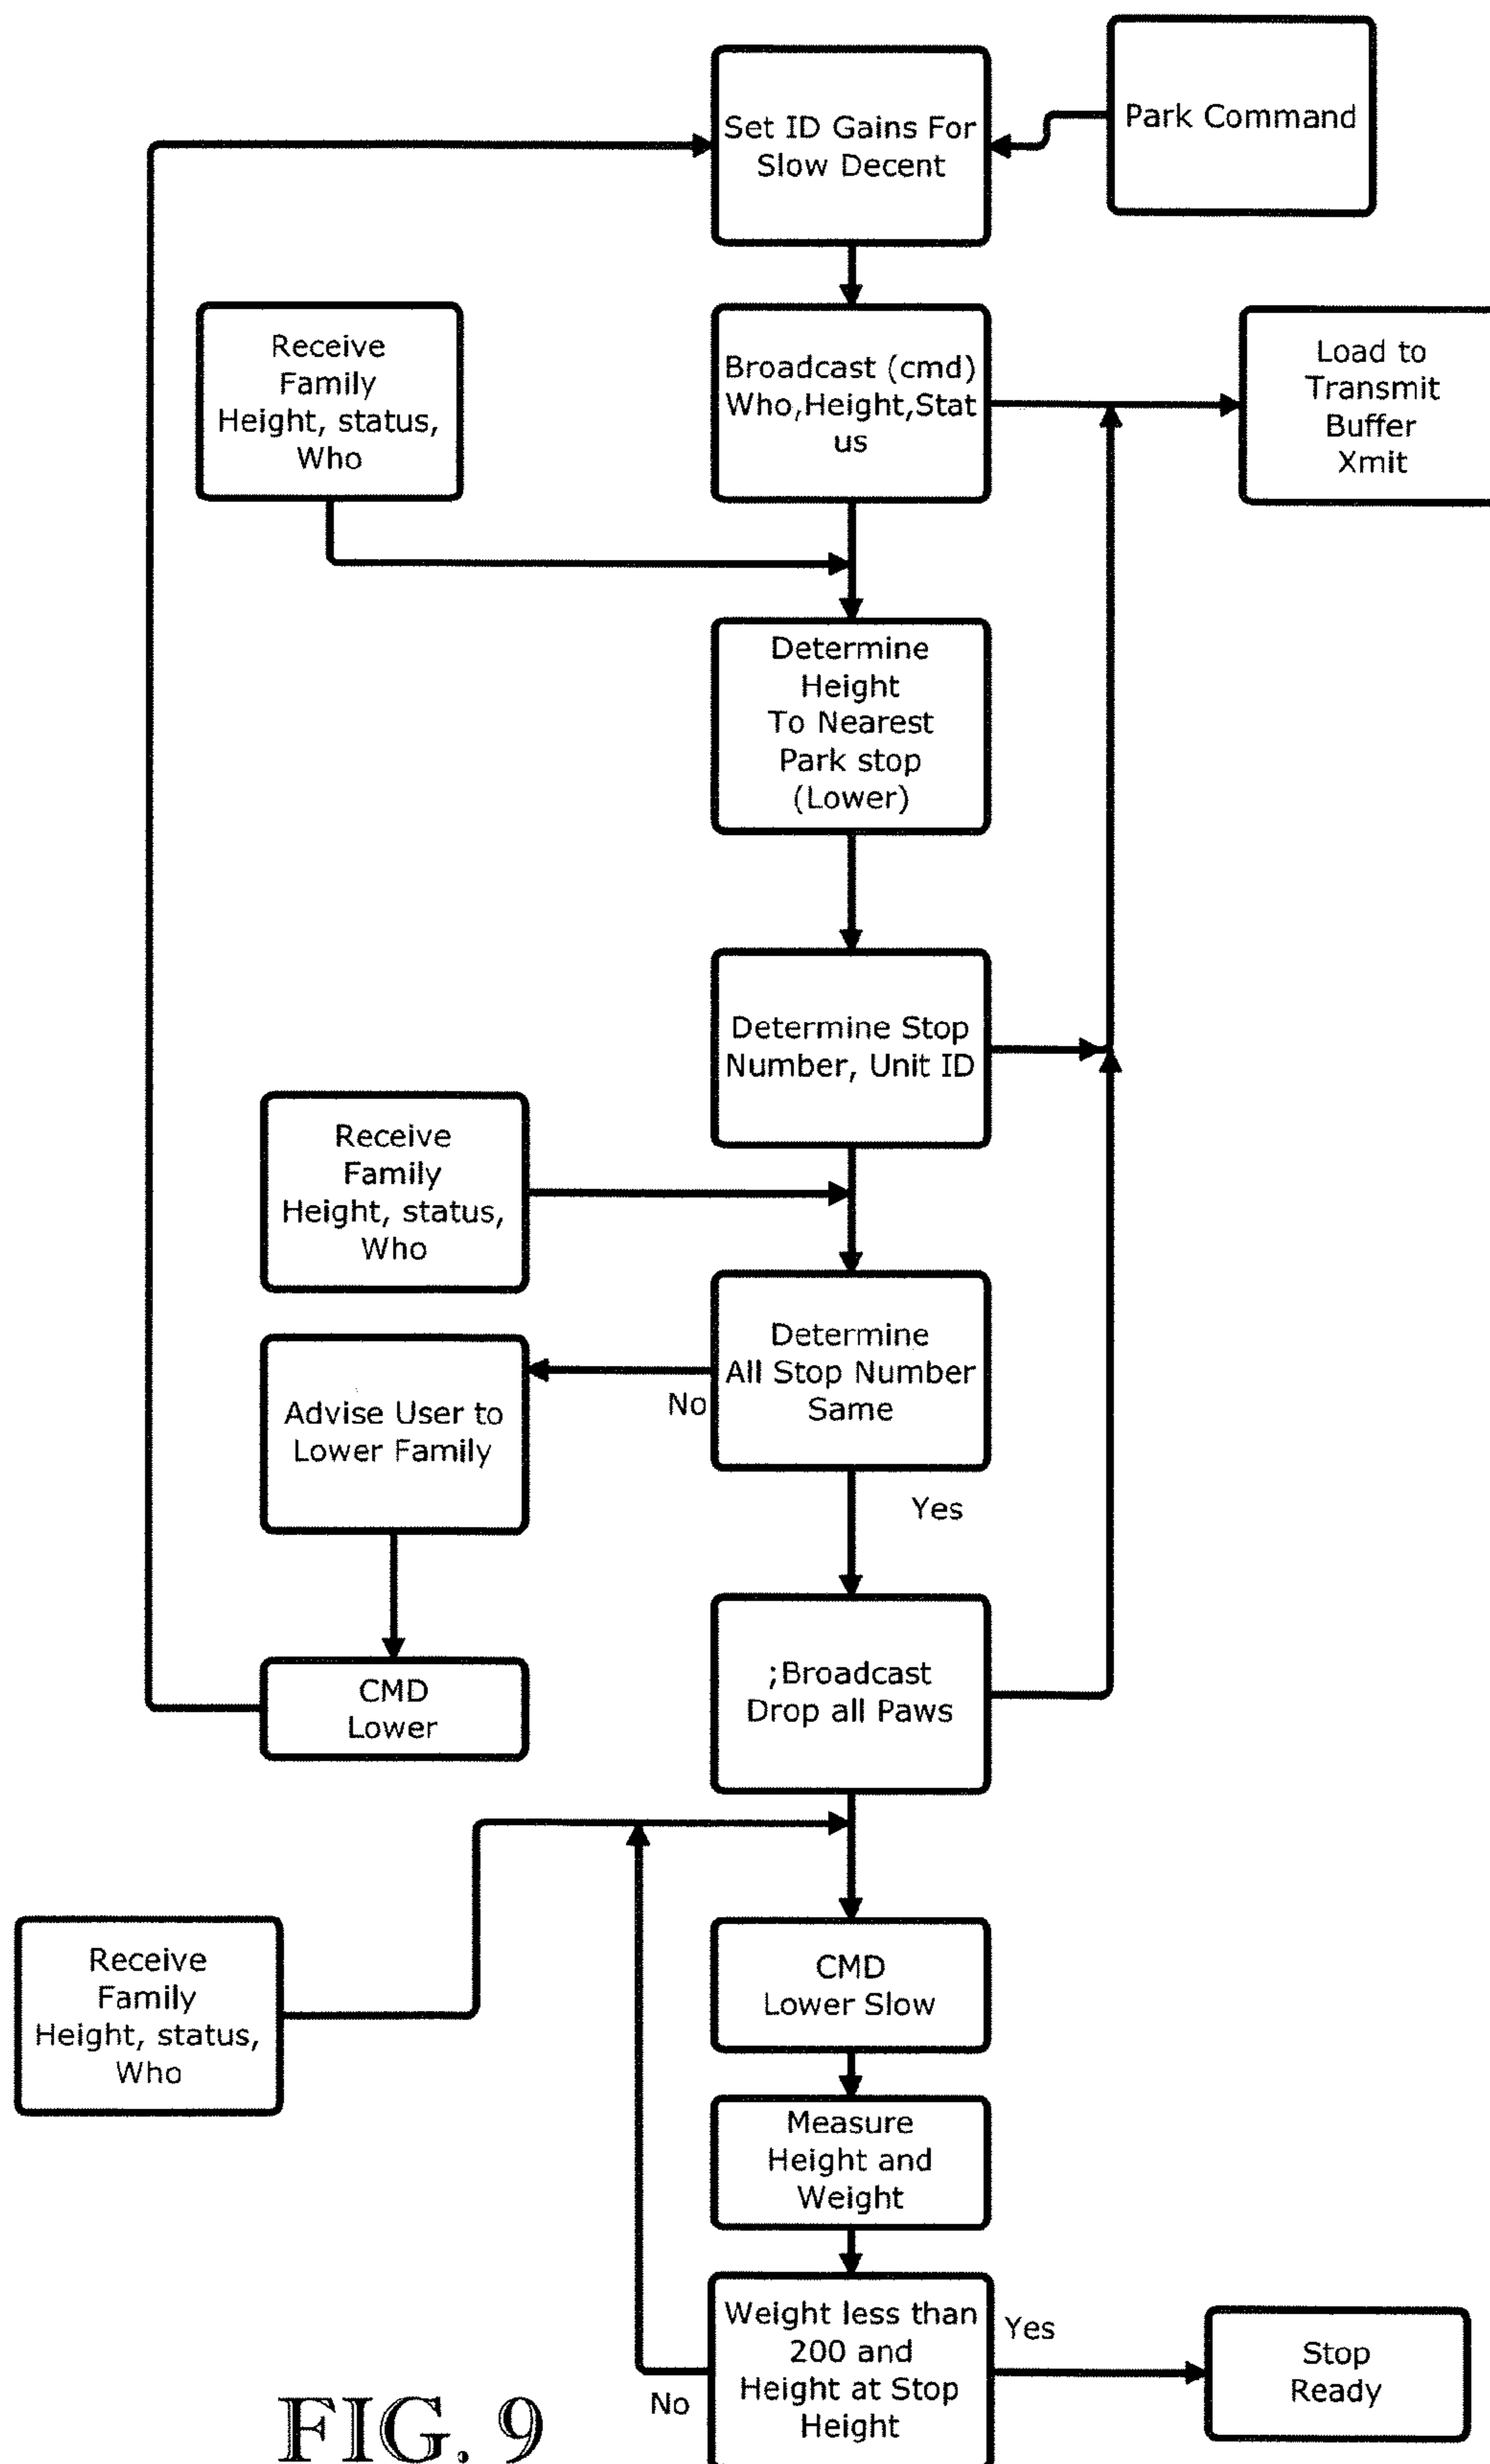 Park Command
Set ID Gains For
Slow Decent
Receive
Family
Height, status,
Who
Broadcast (cmd)
Who,Height,Stat
us
Load to
Transmit
Buffer
Xmit
Determine
Height
To Nearest
Park stop
(Lower)
Determine Stop
Number, Unit ID
Receive
Family
Height, status,
Who
Determine
All Stop Number
Same
No
Advise User to
Lower Family
Yes
CMD
Lower
;Broadcast
Drop all Paws
Receive
Family
Height, status,
Who
CMD
Lower Slow
Measure
Height and
Weight
Weight less than
200 and
Height at Stop
Height
Yes
No
Stop
Ready
FIG. 9